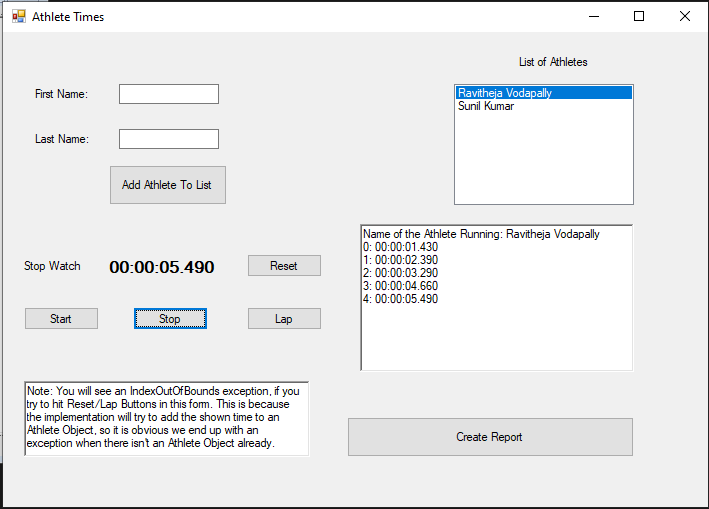 Athlete Times
List of Athletes
First Name:
Ravitheja Vodapally
Sunil Kumar
Last Name:
Add Athlete To List
Name of the Athlete Running: Ravitheja Vodapally
0: 00:00:01.430
1: 00:00:02.390
2: 00:00:03.290
3: 00:00:04.660
4: 00:00:05.490
Stop Watch
00:00:05.490
Reset
Start
Stop
Lap
Note: You will see an IndexOutOfBounds exception, if you
try to hit Reset/Lap Buttons in this form. This is because
the implementation will try to add the shown time to an
Athlete Object, so it is obvious we end up with an
exception when there isn't an Athlete Object already.
Create Report